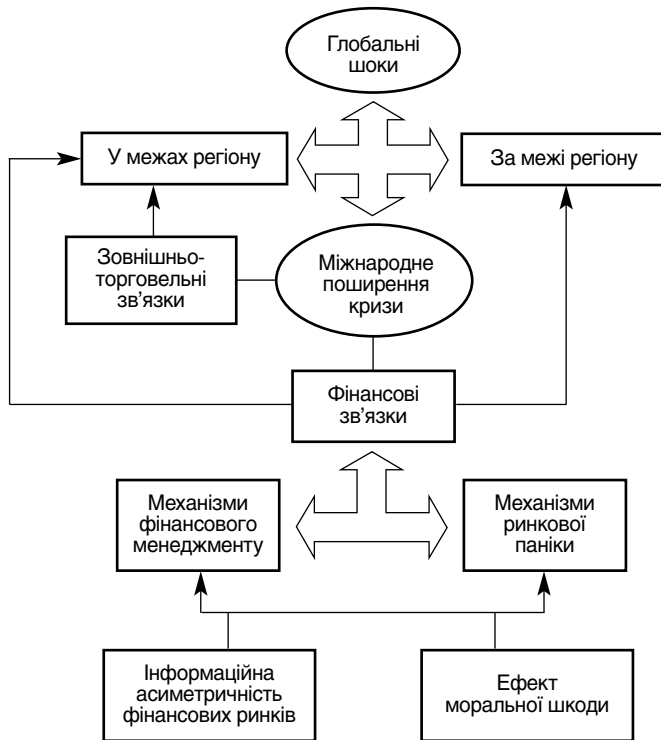 Глобальні
шоки
У межах регіону
За межі регіону
Зовнішньо-
торговельні
зв'язки
Міжнародне
поширення
кризи
Фінансові
зв'язки
Механізми
фінансового
менеджменту
Механізми
ринкової
паніки
Інформаційна
асиметричність
фінансових ринків
Ефект
моральної шкоди